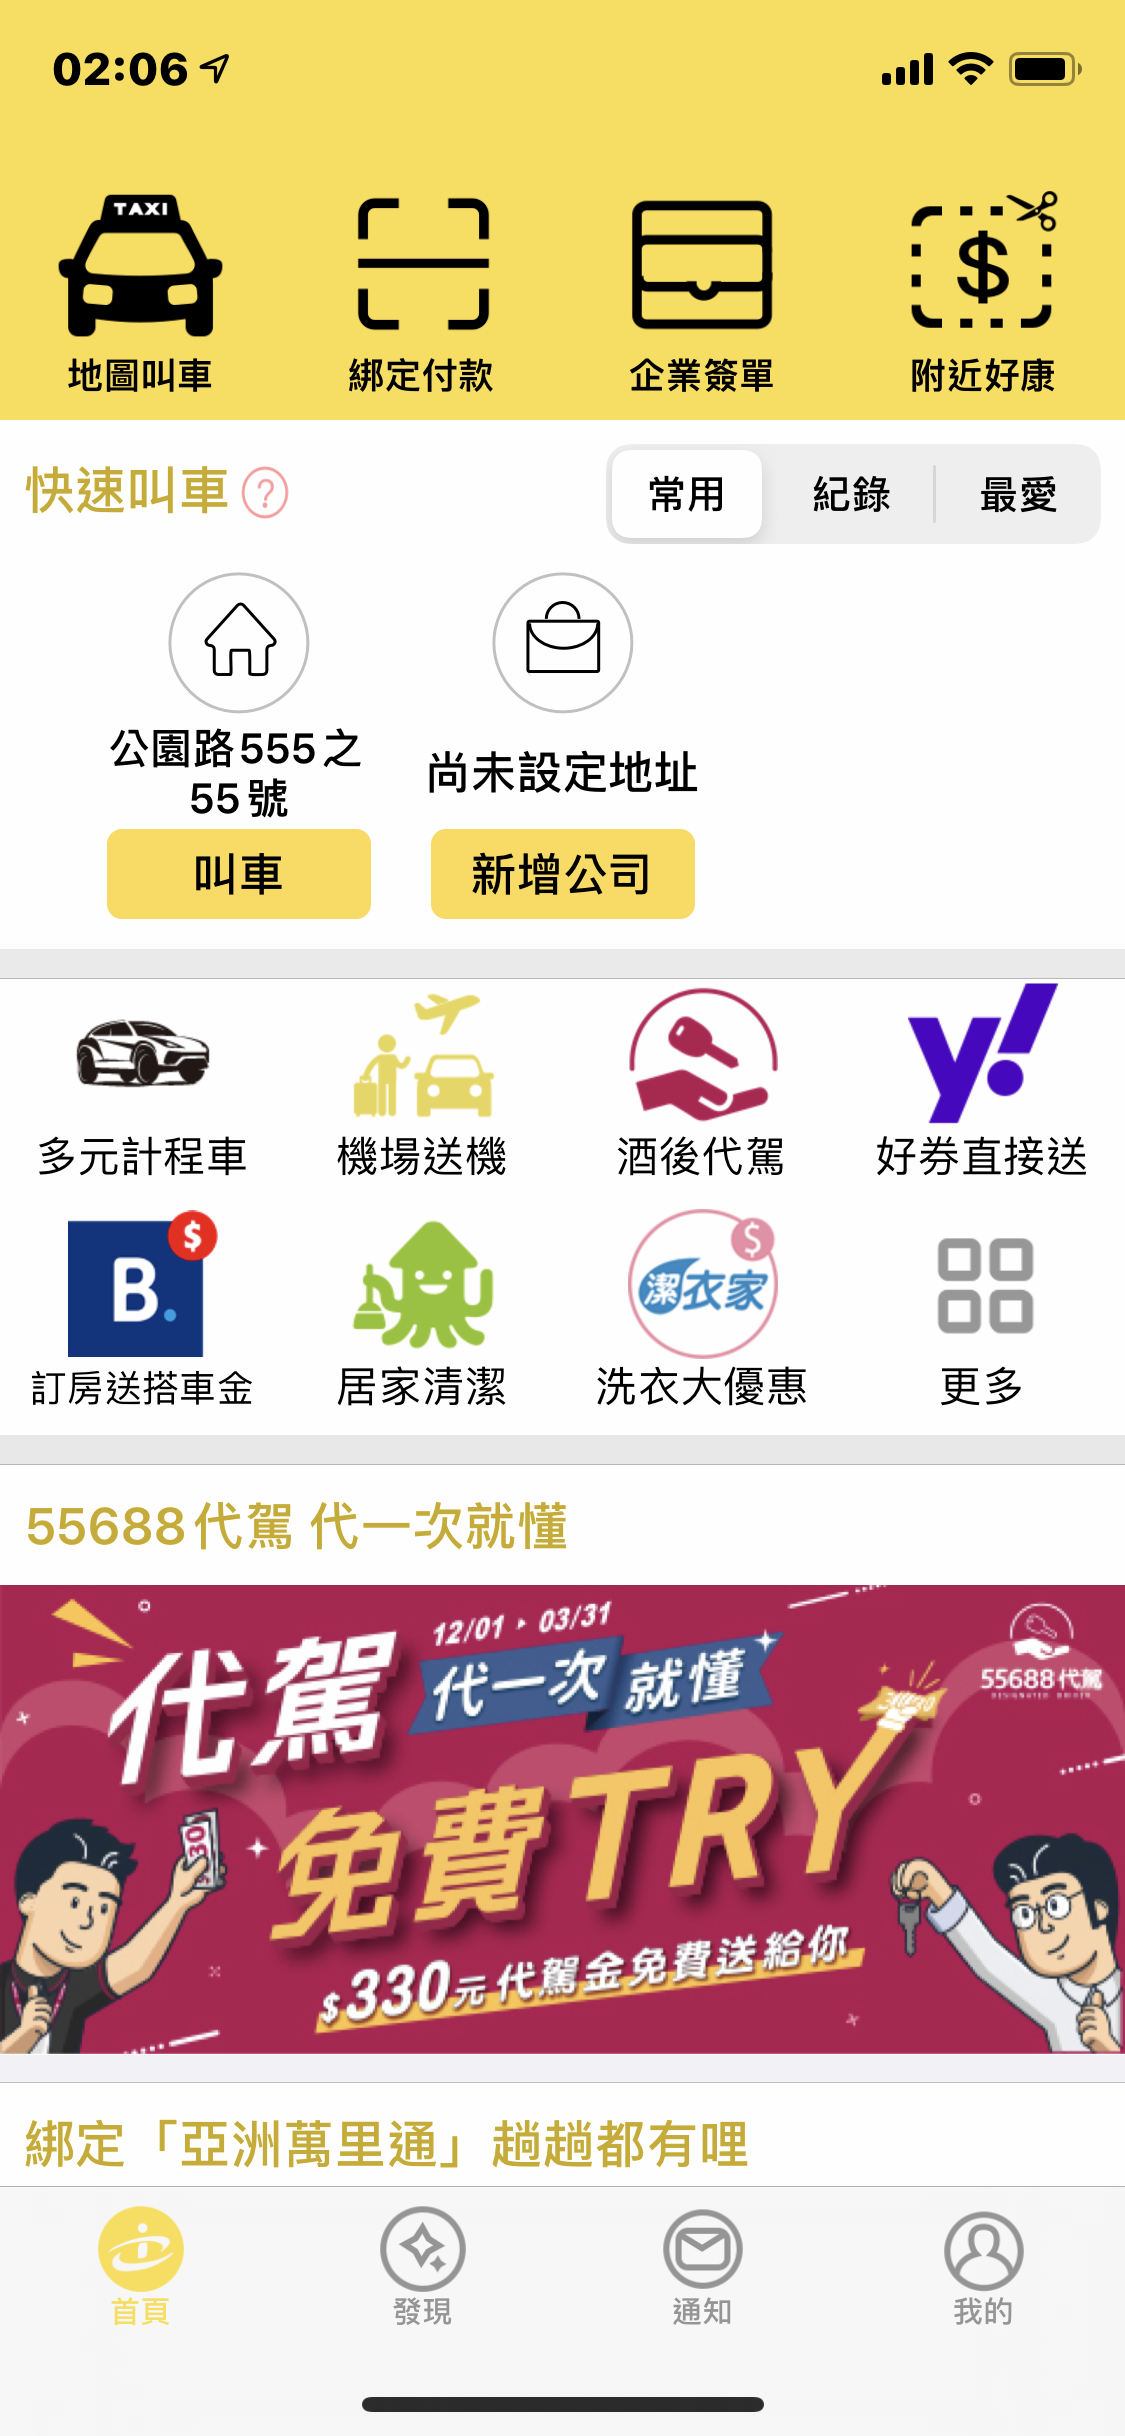 02:06
TAXI
地圖叫車
綁定付款
企業簽單
附近好康
快速叫車 ?
常用
紀錄
最愛
公園路555之
55號
尚未設定地址
叫車
新增公司
y!
多元計程車
機場送機
酒後代駕
好券直接送
B.
$
潔衣家
$
訂房送搭車金
居家清潔
洗衣大優惠
更多
55688代駕 代一次就懂
12/01 ▸ 03/31
代駕
代一次就懂
55688代駕
DESIGNATED DRIVER
免費TRY
$330元代駕金免費送給你
綁定「亞洲萬里通」趟趟都有哩
首頁
發現
通知
我的